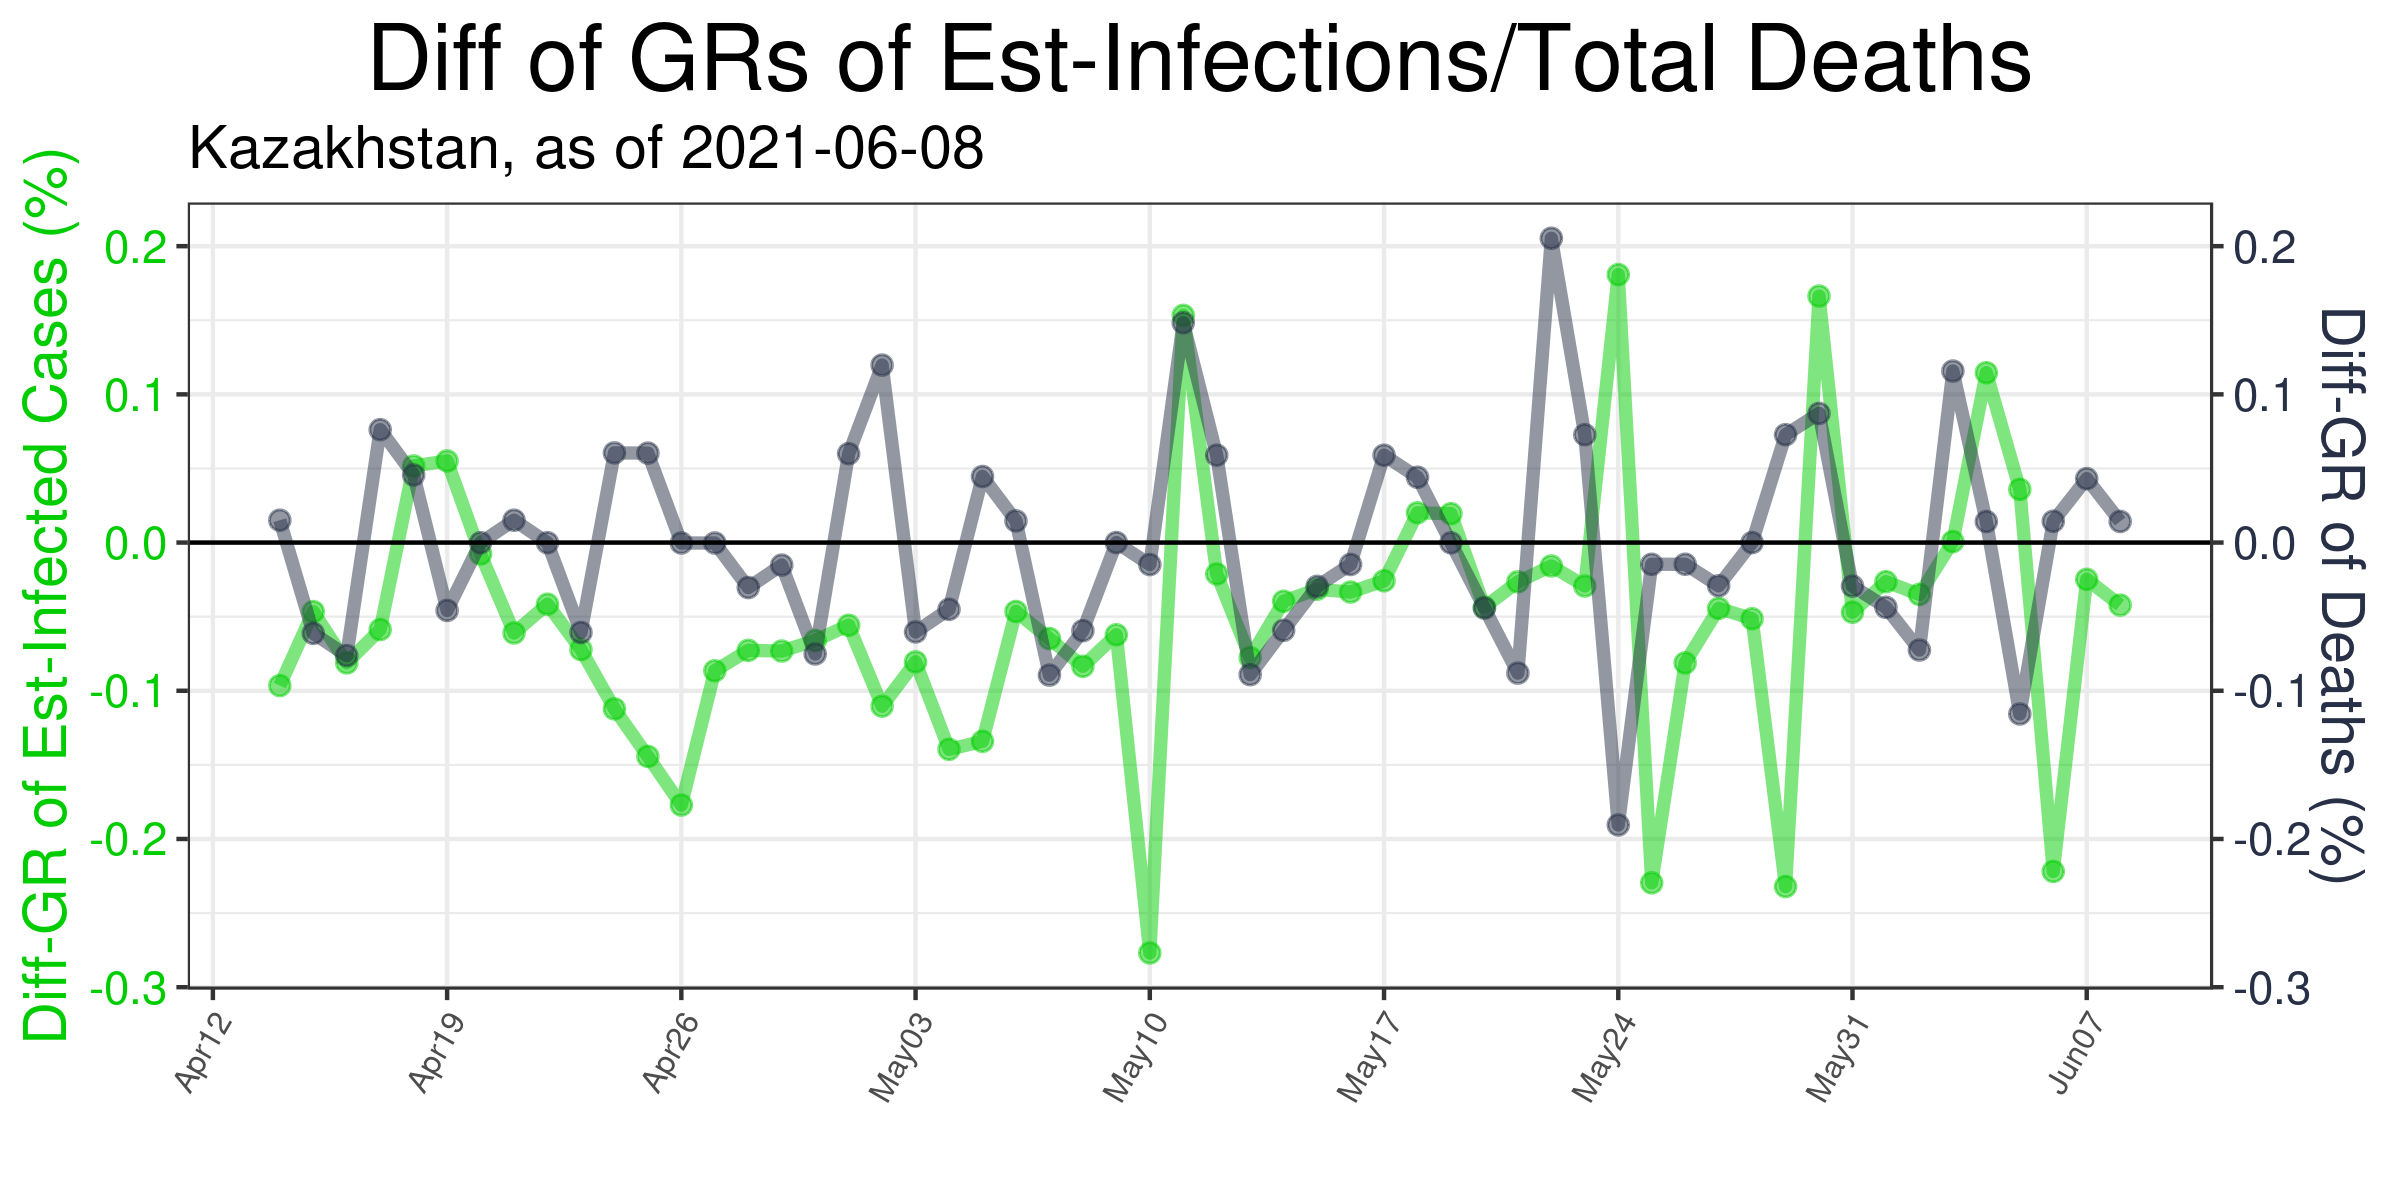 Diff of GRs of Est-Infections/Total Deaths
Kazakhstan, as of 2021-06-08
Diff-GR of Est-Infected Cases (%)
0.2
0.1
0.0
-0.1
-0.2
-0.3
0.2
0.1
0.0
-0.1
-0.2
-0.3
Diff-GR of Deaths (%)
Apr12
Apr19
Apr26
May03
May10
May17
May24
May31
Jun07